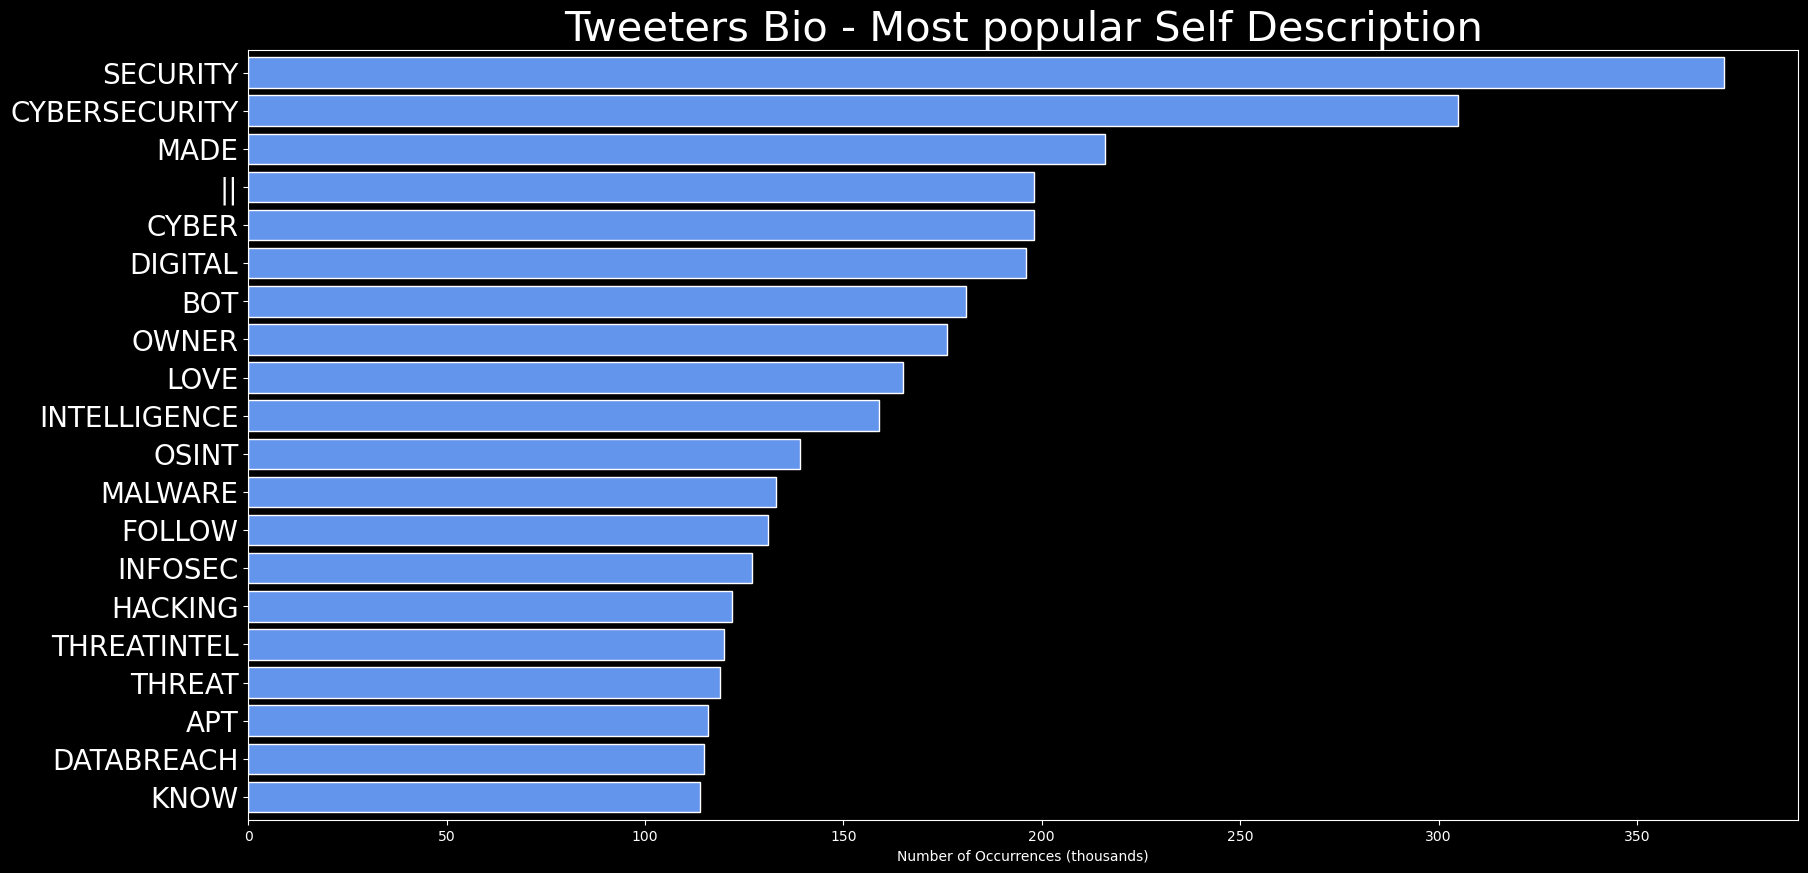 Tweeters Bio - Most popular Self Description
SECURITY
CYBERSECURITY
MADE
||
CYBER
DIGITAL
BOT
OWNER
LOVE
INTELLIGENCE
OSINT
MALWARE
FOLLOW
INFOSEC
HACKING
THREATINTEL
THREAT
APT
DATABREACH
KNOW
0 50 100 150 200 250 300 350
Number of Occurrences (thousands)